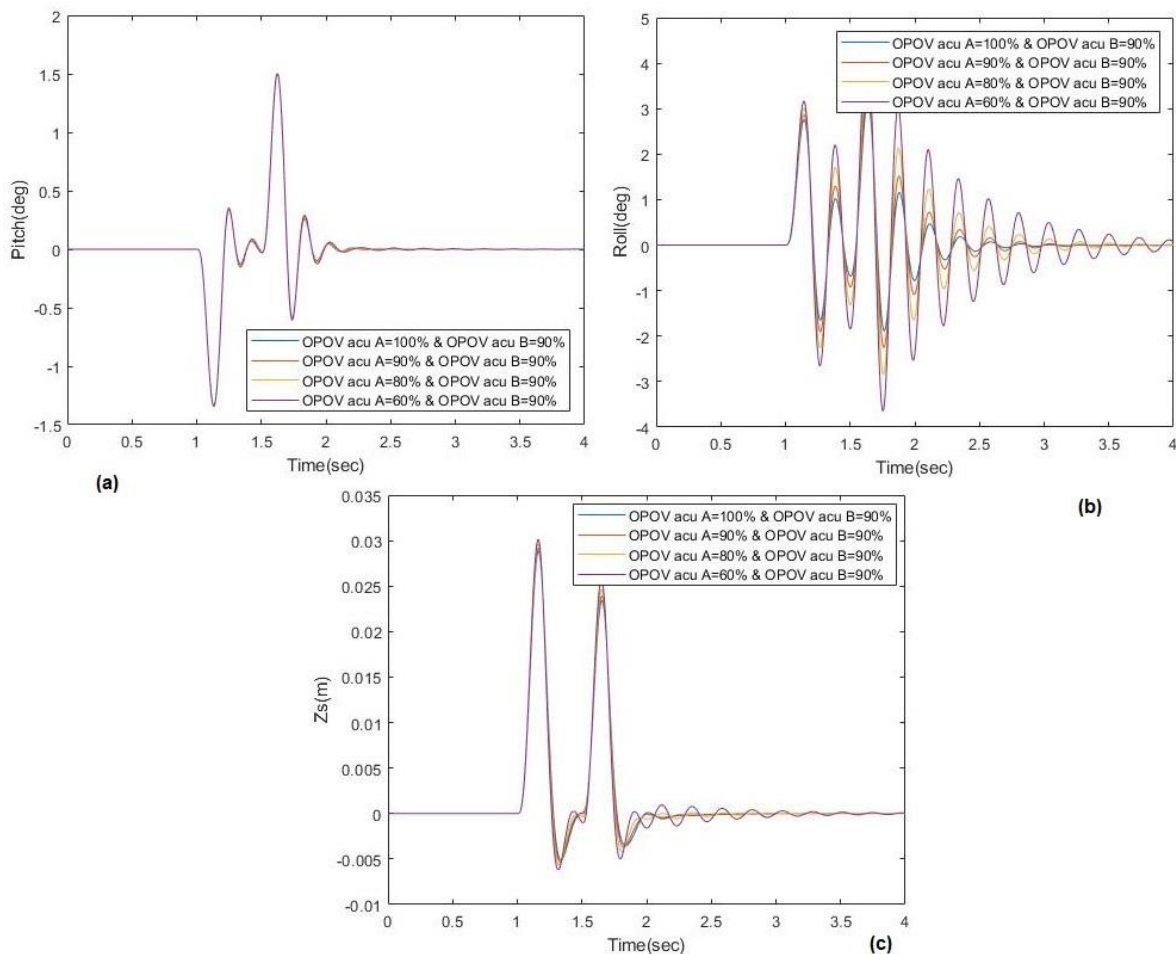 2
1.5
1
0.5
0
-0.5
-1
-1.5
Pitch(deg)
OPOV acu A=100% & OPOV acu B=90%
OPOV acu A=90% & OPOV acu B=90%
OPOV acu A=80% & OPOV acu B=90%
OPOV acu A=60% & OPOV acu B=90%
0 0.5 1 1.5 2 2.5 3 3.5 4
Time(sec)
(a)
5
4
3
2
1
0
-1
-2
-3
-4
Roll(deg)
OPOV acu A=100% & OPOV acu B=90%
OPOV acu A=90% & OPOV acu B=90%
OPOV acu A=80% & OPOV acu B=90%
OPOV acu A=60% & OPOV acu B=90%
0 0.5 1 1.5 2 2.5 3 3.5 4
Time(sec)
(b)
0.035
0.03
0.025
0.02
0.015
0.01
0.005
0
-0.005
-0.01
Zs(m)
OPOV acu A=100% & OPOV acu B=90%
OPOV acu A=90% & OPOV acu B=90%
OPOV acu A=80% & OPOV acu B=90%
OPOV acu A=60% & OPOV acu B=90%
0 0.5 1 1.5 2 2.5 3 3.5 4
Time(sec)
(c)